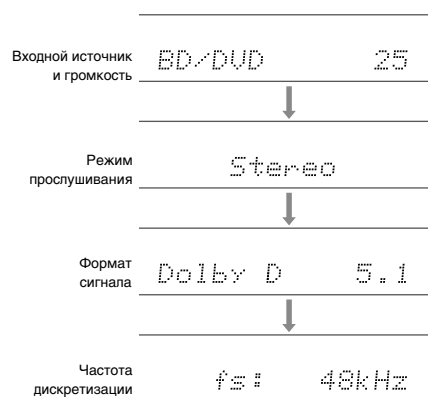 Входной источник
и громкость
BD/DVD 25
Режим
прослушивания
Stereo
Формат
сигнала
Dolby D 5.1
Частота
дискретизации
fs: 48kHz